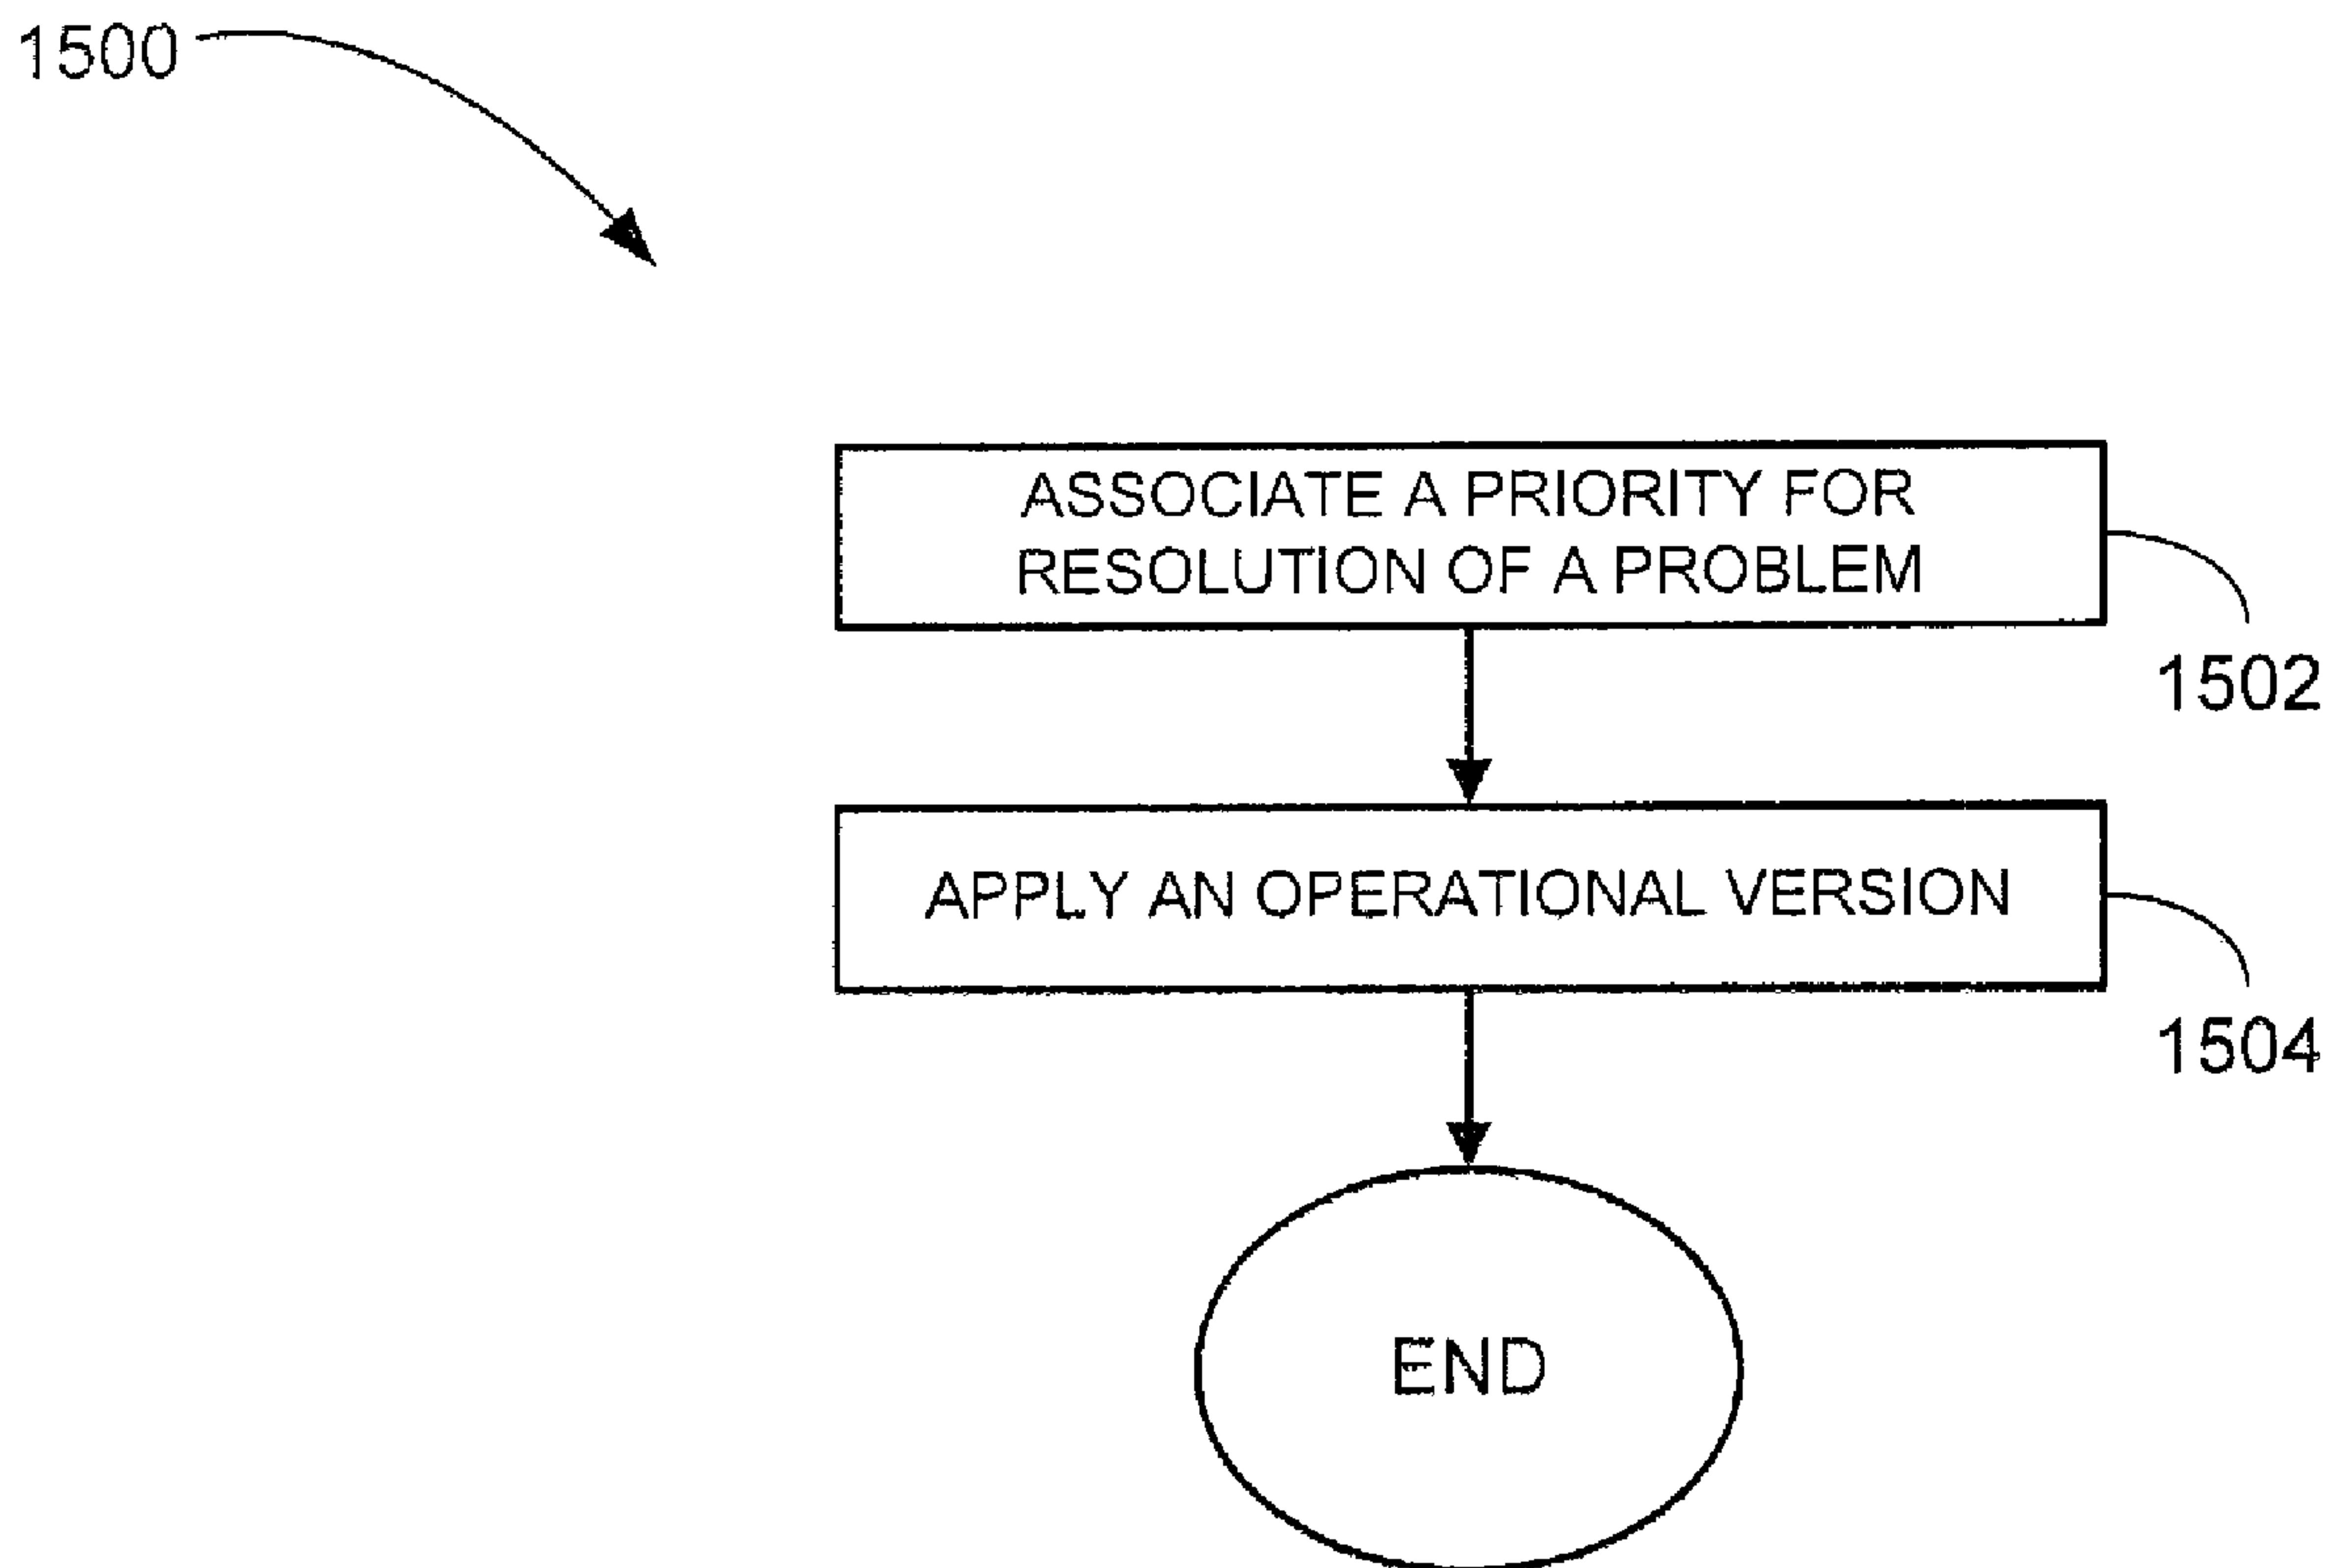 1500
ASSOCIATE A PRIORITY FOR
RESOLUTION OF A PROBLEM
1502
APPLY AN OPERATIONAL VERSION
1504
END